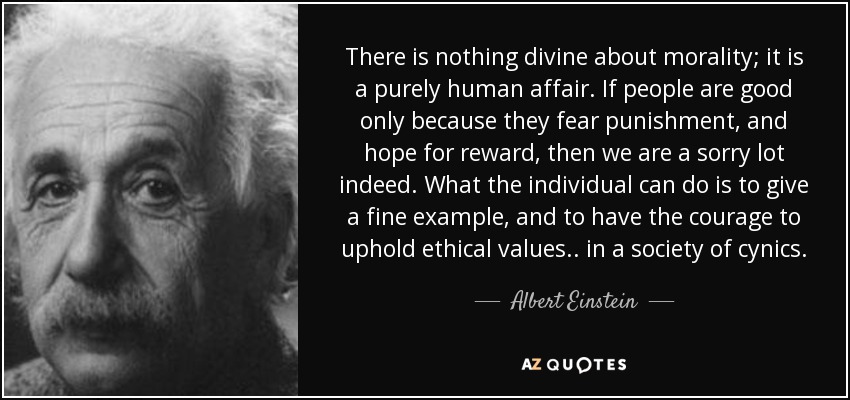 There is nothing divine about morality; it is
a purely human affair. If people are good
only because they fear punishment, and
hope for reward, then we are a sorry lot
indeed. What the individual can do is to give
a fine example, and to have the courage to
uphold ethical values.. in a society of cynics.
Albert Einstein
AZ QUOTES